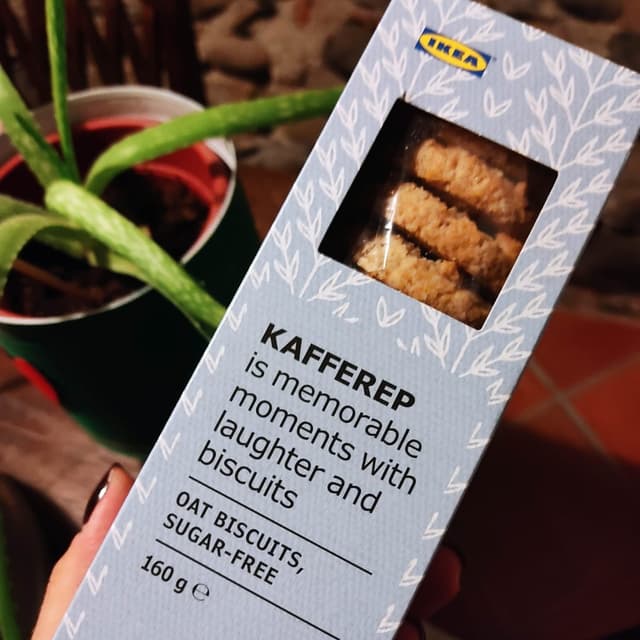 IKEA
KAFFEREP
is memorable
moments with
laughter and
biscuits
OAT BISCUITS,
SUGAR-FREE
160 g ℮